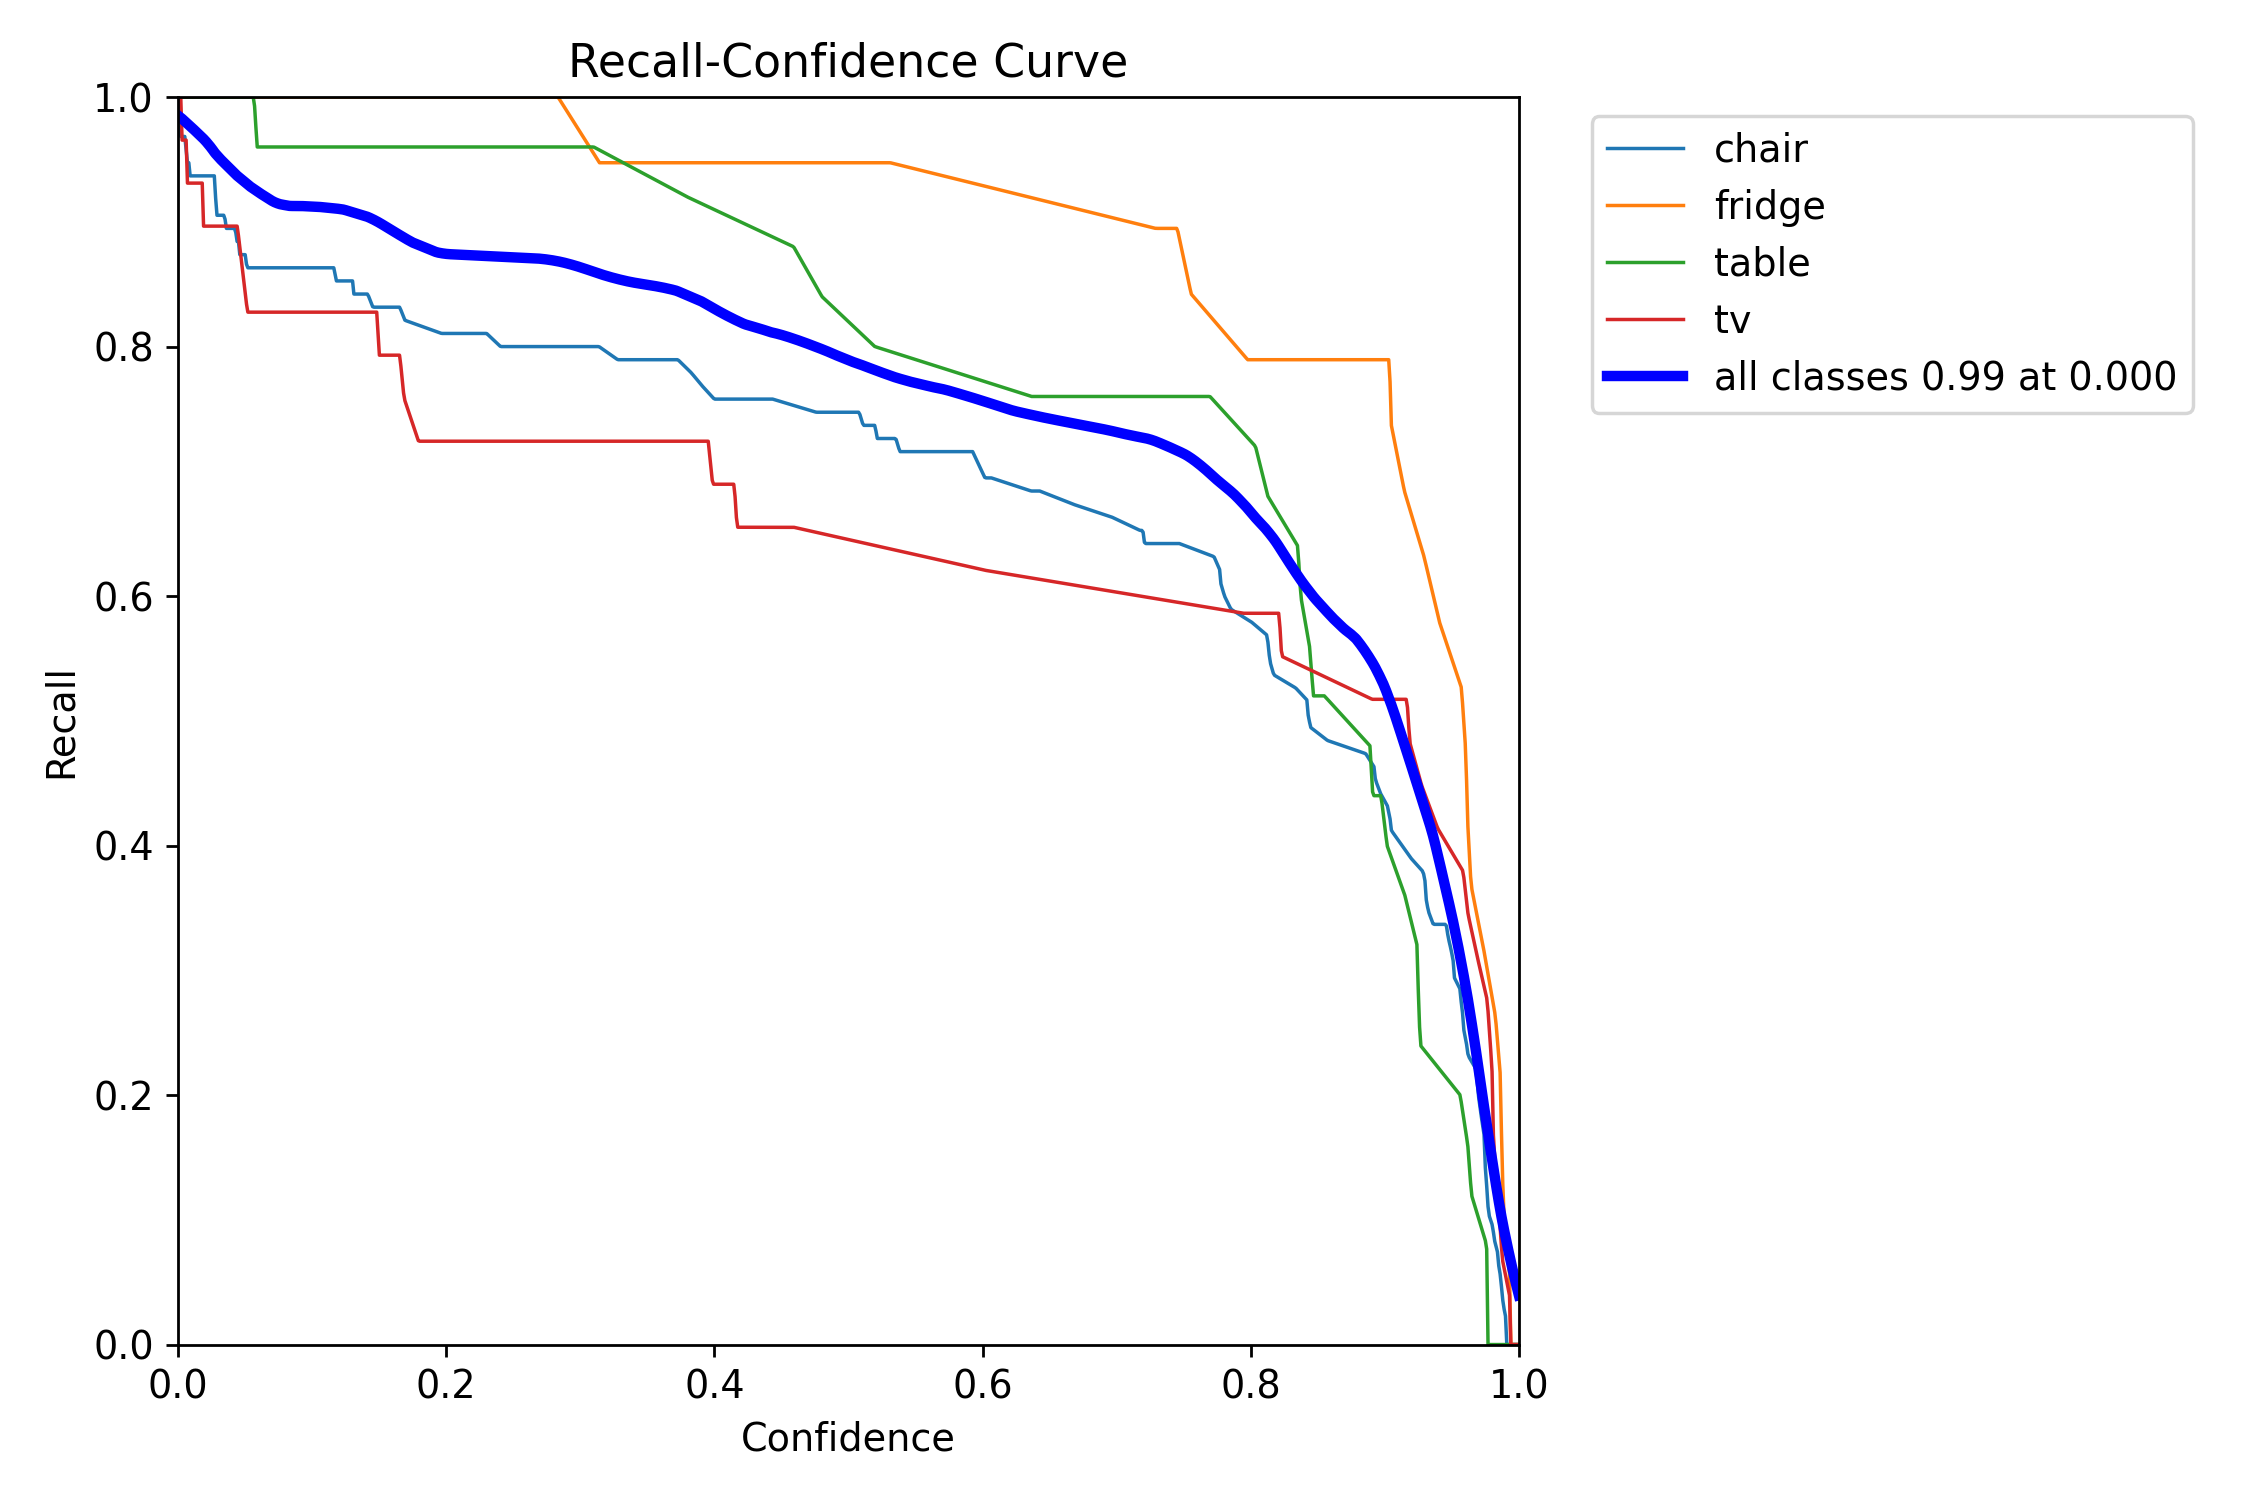 Recall-Confidence Curve
1.0
0.8
0.6
0.4
0.2
0.0
Recall
0.0 0.2 0.4 0.6 0.8 1.0
Confidence
chair
fridge
table
tv
all classes 0.99 at 0.000